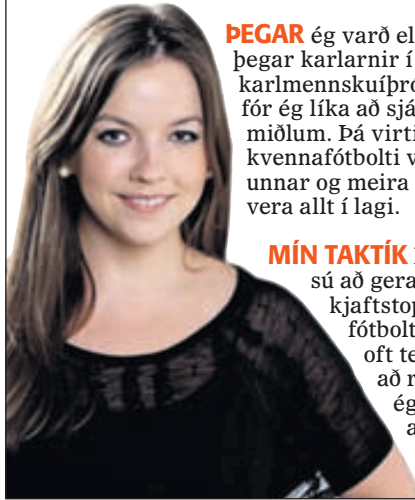 ÞEGAR ég varð el
þegar karlarnir í
karlmennskuíþró
fór ég líka að sjá
miðlum. Þá virti
kvennafótbolti v
unnar og meira
vera allt í lagi.
MÍN TAKTÍK
sú að gera
kjaftstop
fótbolt
oft te
að r
ég
a